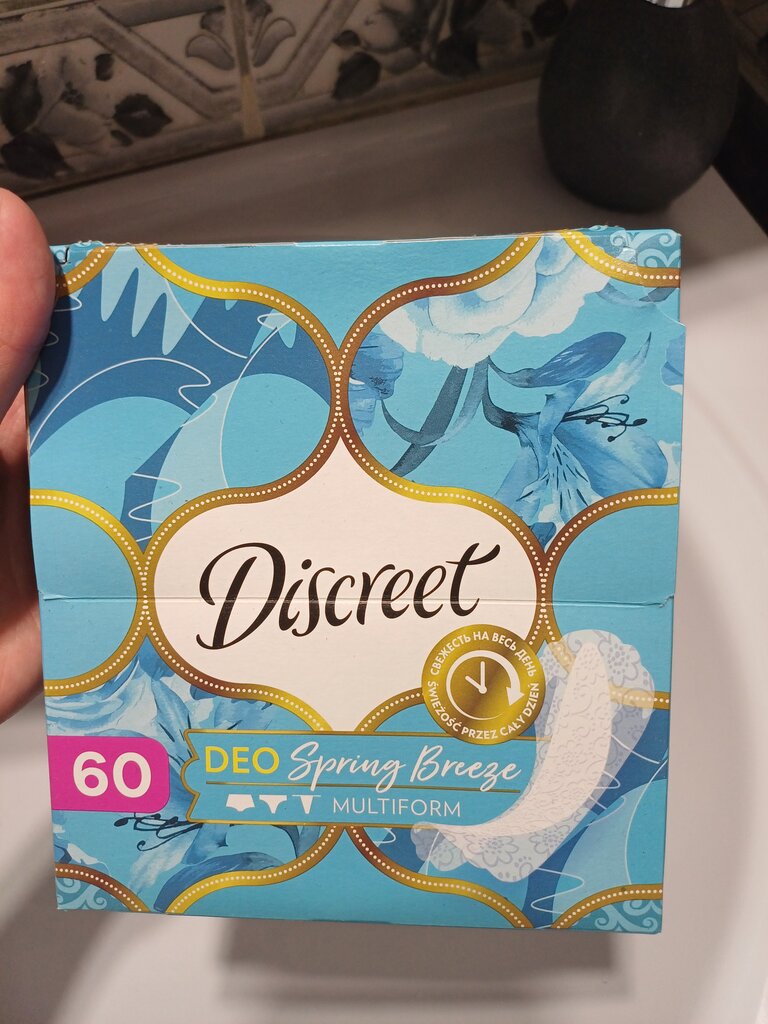 Discreet
СВЕЖЕСТЬ НА ВЕСЬ ДЕНЬ
ŚWIEŻOŚĆ PRZEZ CAŁY DZIEŃ
60
DEO Spring Breeze
MULTIFORM